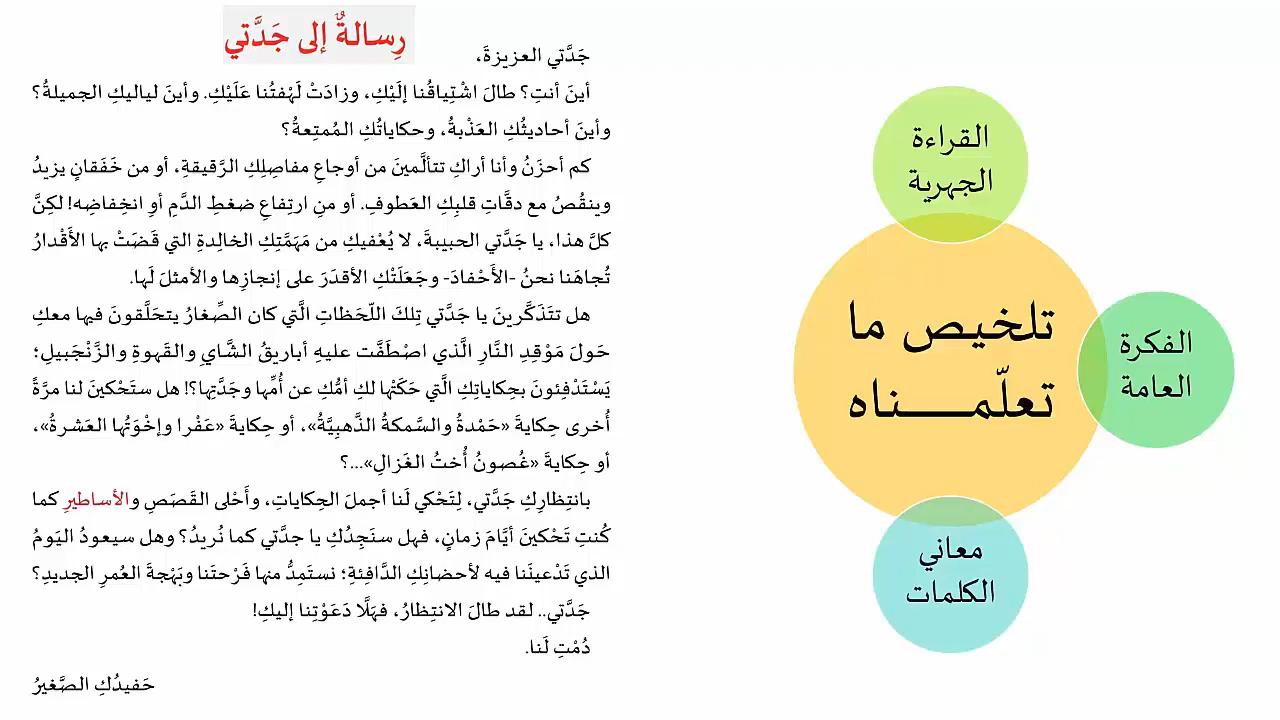 رِسالةٌ إلى جَدَّتي
جَدَّتي العزيزةَ،
أينَ أنتِ؟ طالَ اشْتِياقُنا إلَيْكِ، وزادَتْ لَهْفتُنا عَلَيْكِ. وأينَ لياليكِ الجميلةُ؟
وأينَ أحاديثُكِ العَذْبةُ، وحكاياتُكِ المُمتِعةُ؟
كم أحزَنُ وأنا أراكِ تتألَّمينَ من أوجاعِ مفاصِلِكِ الرَّقيقةِ، أو من خَفَقانٍ يزيدُ
وينقُصُ مع دقَّاتِ قلبِكِ العَطوفِ. أو منِ ارتِفاعِ ضغطِ الدَّمِ أوِ انخِفاضِه! لكِنَّ
كلَّ هذا، يا جَدَّتي الحبيبةَ، لا يُعْفيكِ من مَهَمَّتِكِ الخالِدةِ التي قَضَتْ بها الأَقْدارُ
تُجاهَنا نحنُ -الأَحْفادَ- وجَعَلَتْكِ الأقدَرَ على إنجازِها والأمثلَ لَها.
هل تتَذَكَّرينَ يا جَدَّتي تِلكَ اللّحَظاتِ الَّتي كان الصِّغارُ يتحَلَّقونَ فيها معكِ
حَولَ مَوْقِدِ النَّارِ الَّذي اصْطَفَّت عليهِ أباريقُ الشَّايِ والقَهوةِ والزَّنْجَبيلِ؛
يَسْتَدْفِئونَ بحِكاياتِكِ الَّتي حَكَتْها لكِ أمُّكِ عن أُمِّها وجَدَّتِها؟! هل ستَحْكينَ لنا مرَّةً
أُخرى حِكايةَ «حَمْدةُ والسَّمكةُ الذَّهبِيَّةُ»، أو حِكايةَ «عَفْرا وإخْوَتُها العَشرةُ»،
أو حِكايةَ «غُصونُ أُختُ الغَزالِ»...؟
بانتِظارِكِ جَدَّتي، لِتَحْكي لَنا أجملَ الحِكاياتِ، وأَحْلى القَصَصِ والأساطيرِ كما
كُنتِ تَحْكينَ أيَّامَ زمانٍ، فهل سنَجِدُكِ يا جدَّتي كما نُريدُ؟ وهل سيعودُ اليَومُ
الذي تَدْعينَنا فيه لأحضانِكِ الدَّافِئةِ؛ نستَمِدُّ منها فَرْحتَنا وبَهْجةَ العُمرِ الجديدِ؟
جَدَّتي.. لقد طالَ الانتِظارُ، فهَلَّا دَعَوْتِنا إليكِ!
دُمْتِ لَنا.
حَفيدُكِ الصَّغيرُ
القراءة
الجهرية
تلخيص ما
تعلّمـــــناه
الفكرة
العامة
معاني
الكلمات